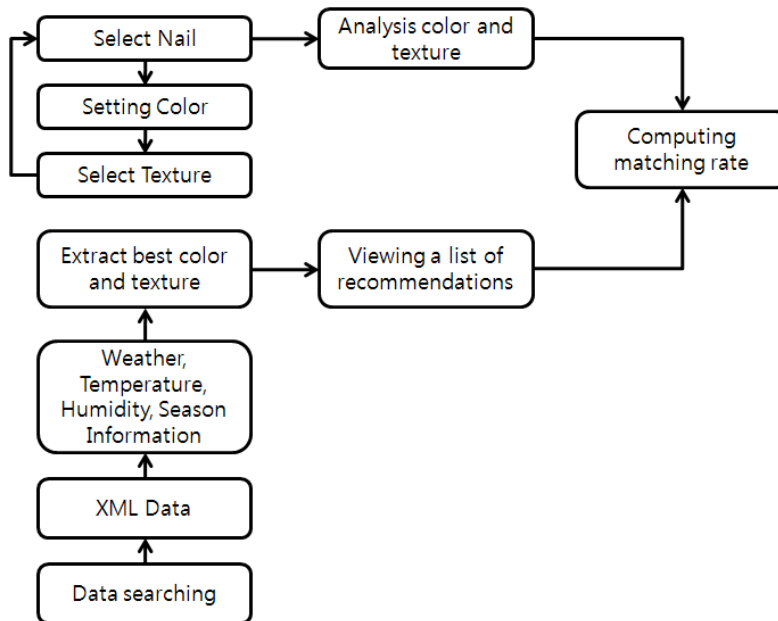 Select Nail
Analysis color and
texture
Setting Color
Select Texture
Computing
matching rate
Extract best color
and texture
Viewing a list of
recommendations
Weather,
Temperature,
Humidity, Season
Information
XML Data
Data searching